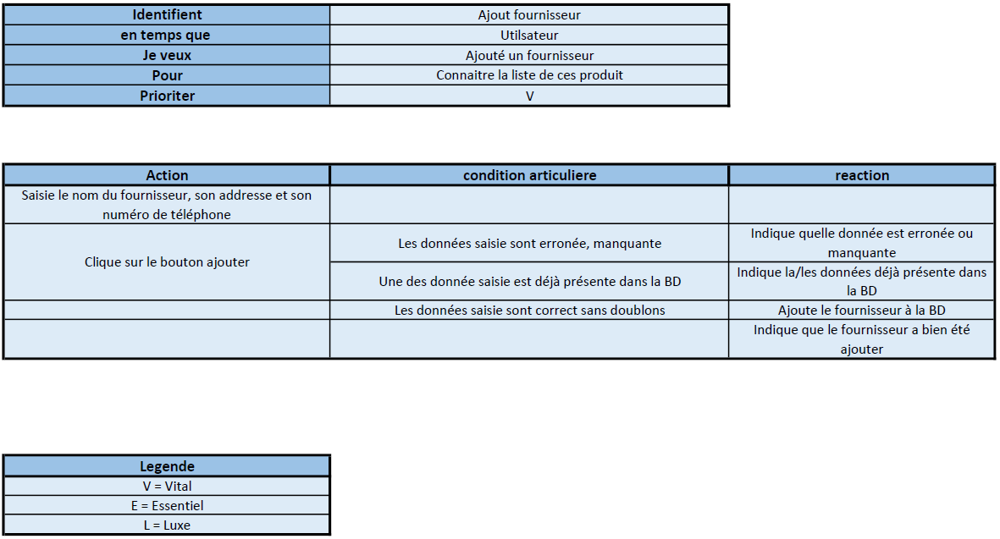 Identifient Ajout fournisseur
en temps que Utilsateur
Je veux Ajouté un fournisseur
Pour Connaitre la liste de ces produit
Prioriter V
Action condition articuliere reaction
Saisie le nom du fournisseur, son addresse et son
numéro de téléphone
Clique sur le bouton ajouter
Les données saisie sont erronée, manquante
Indique quelle donnée est erronée ou
manquante
Une des donnée saisie est déjà présente dans la BD
Indique la/les données déjà présente dans
la BD
Les données saisie sont correct sans doublons Ajoute le fournisseur à la BD
Indique que le fournisseur a bien été
ajouter
Legende
V = Vital
E = Essentiel
L = Luxe